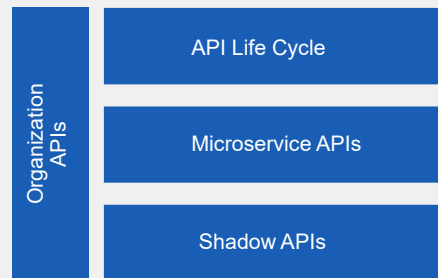 Organization
APIs
API Life Cycle
Microservice APIs
Shadow APIs